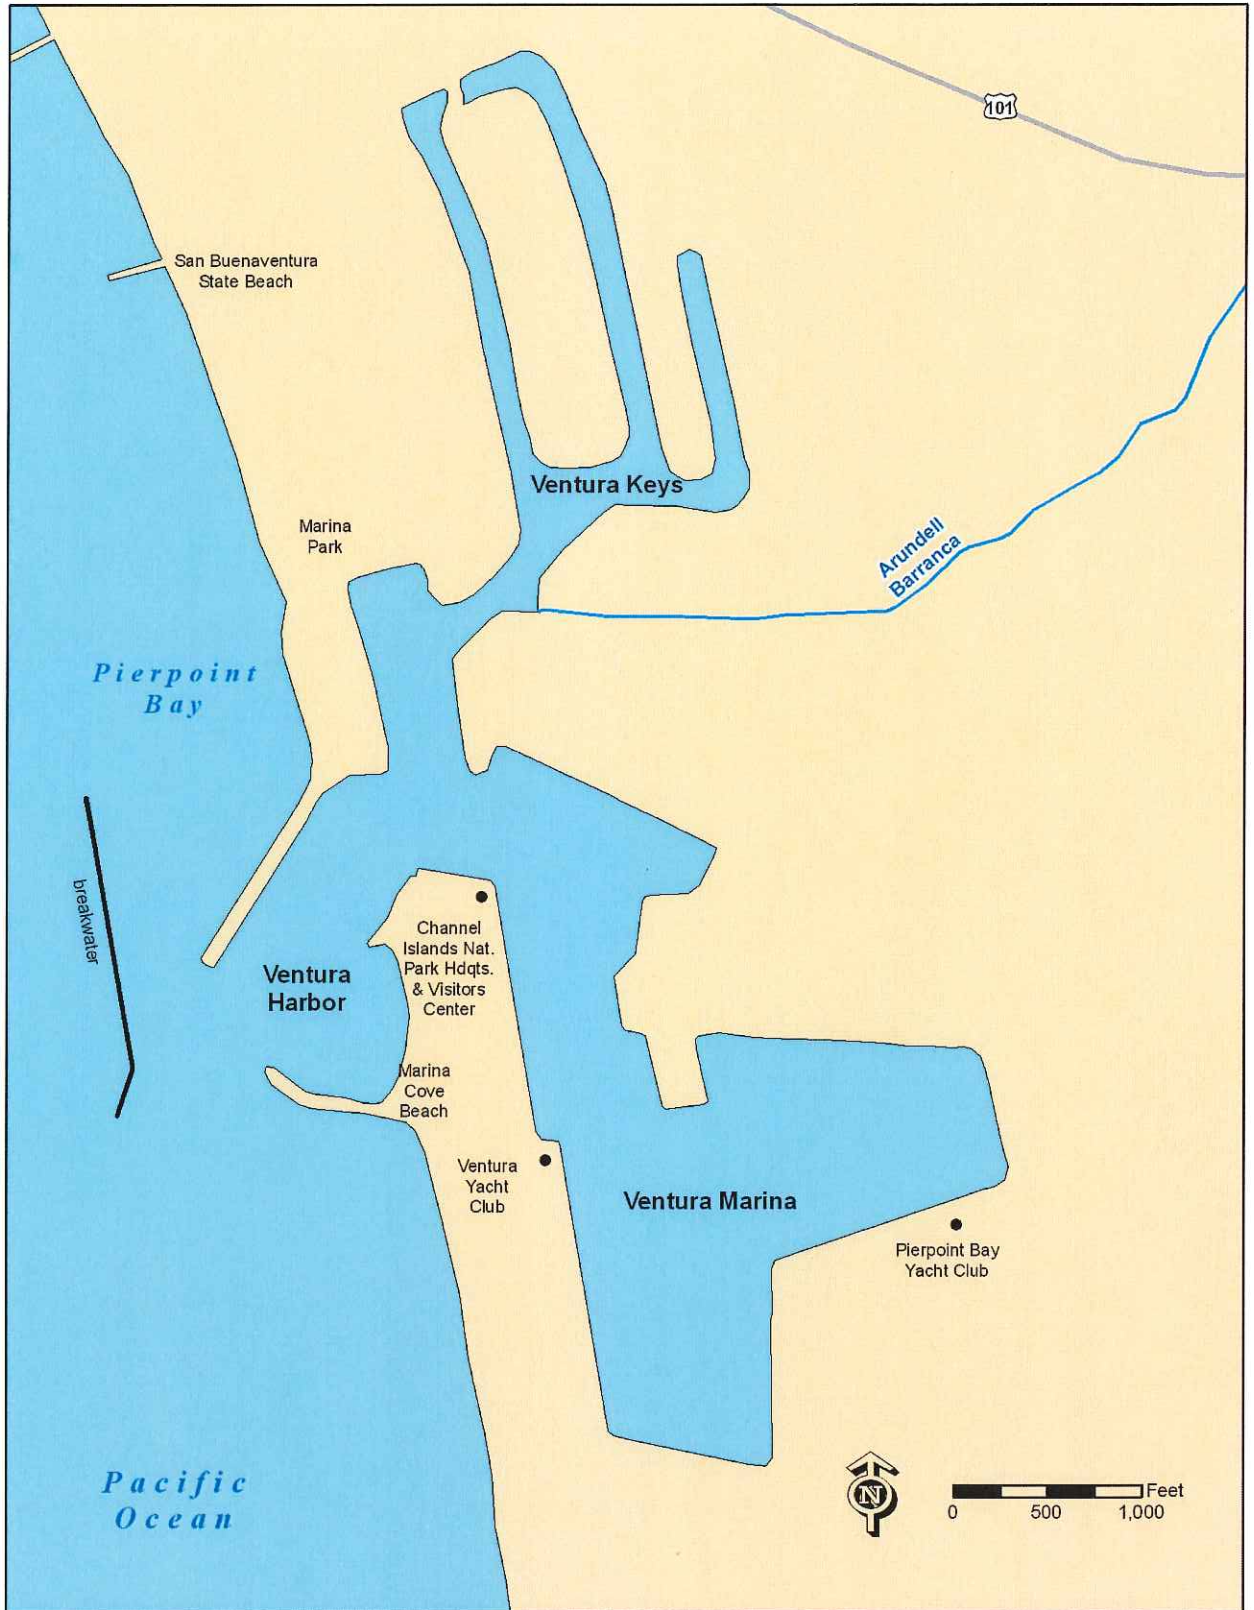 101
San Buenaventura
State Beach
Ventura Keys
Marina
Park
Arundell
Barranca
Pierpoint
Bay
breakwater
Channel
Islands Nat.
Park Hdqts.
& Visitors
Center
Ventura
Harbor
Marina
Cove
Beach
Ventura
Yacht
Club
Ventura Marina
Pierpoint Bay
Yacht Club
Pacific
Ocean
N
Feet
0 500 1,000